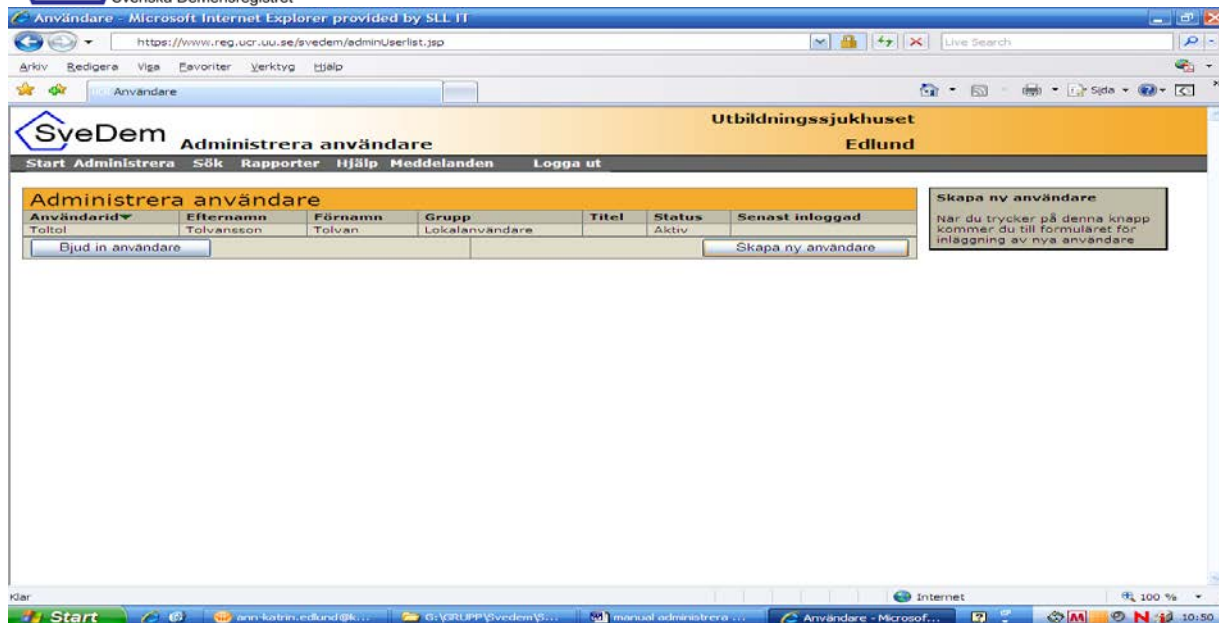 Svenska Demensregistret
Användare - Microsoft Internet Explorer provided by SLL IT
https://www.reg.ucr.uu.se/svedem/adminUserlist.jsp
Live Search
Arkiv Redigera Visa Favoriter Verktyg Hjälp
Användare
Sida
SveDem
Administrera användare
Utbildningssjukhuset
Edlund
Start Administrera Sök Rapporter Hjälp Meddelanden Logga ut
Administrera användare
Användarid Efternamn Förnamn Grupp Titel Status Senast inloggad
Toltol Tolvansson Tolvan Lokalanvändare Aktiv
Bjud in användare Skapa ny användare
Skapa ny användare
När du trycker på denna knapp
kommer du till formuläret för
inläggning av nya användare
Klar Internet 100 %
Start ann-katrin.edlund@k... G:\GRUPP\Svedem\S... manual administrera ... Användare - Microsof... 10:50